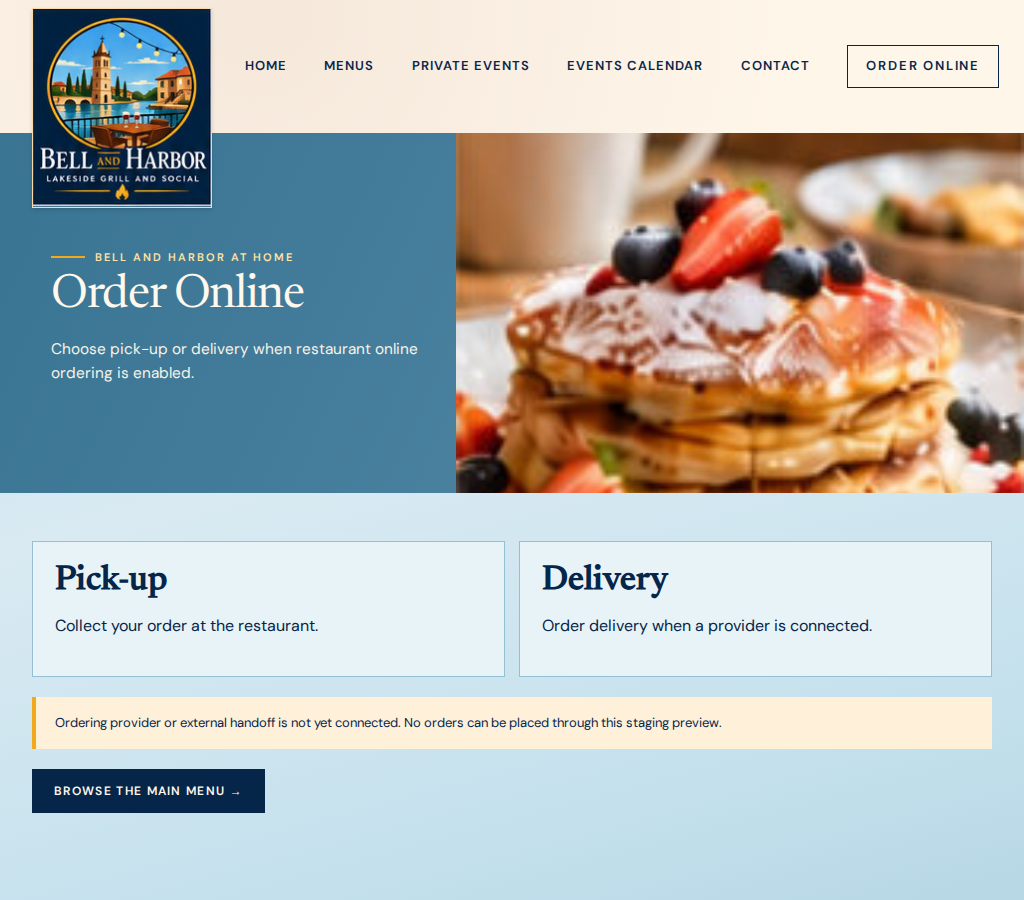 BELL AND HARBOR
LAKESIDE GRILL AND SOCIAL
HOME
MENUS
PRIVATE EVENTS
EVENTS CALENDAR
CONTACT
ORDER ONLINE
BELL AND HARBOR AT HOME
Order Online
Choose pick-up or delivery when restaurant online
ordering is enabled.
Pick-up
Collect your order at the restaurant.
Delivery
Order delivery when a provider is connected.
Ordering provider or external handoff is not yet connected. No orders can be placed through this staging preview.
BROWSE THE MAIN MENU →